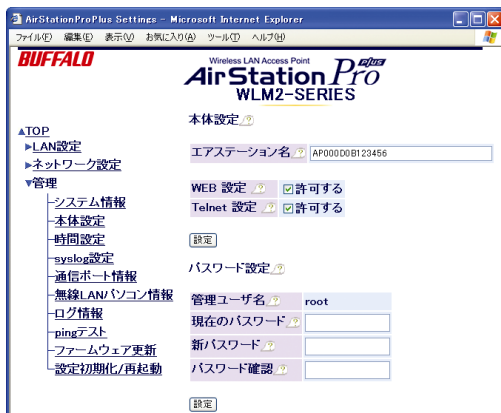 AirStationProPlus Settings - Microsoft Internet Explorer
ファイル(F) 編集(E) 表示(V) お気に入り(A) ツール(T) ヘルプ(H)
BUFFALO
Wireless LAN Access Point
AirStation Pro plus
WLM2-SERIES
▲TOP
▶LAN設定
▶ネットワーク設定
▼管理
システム情報
本体設定
時間設定
syslog設定
通信ポート情報
無線LANパソコン情報
ログ情報
pingテスト
ファームウェア更新
設定初期化/再起動
本体設定 ?
エアステーション名 ? AP000D0B123456
WEB 設定 ? 許可する
Telnet 設定 ? 許可する
設定
パスワード設定 ?
管理ユーザ名 ? root
現在のパスワード ?
新パスワード ?
パスワード確認 ?
設定